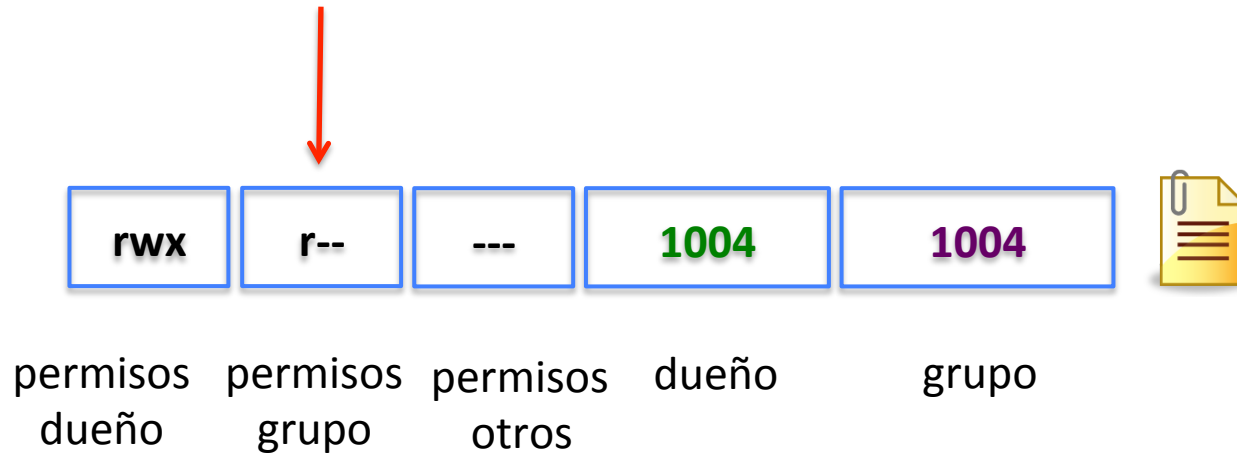 rwx r-- --- 1004 1004
permisos dueño permisos grupo permisos otros dueño grupo